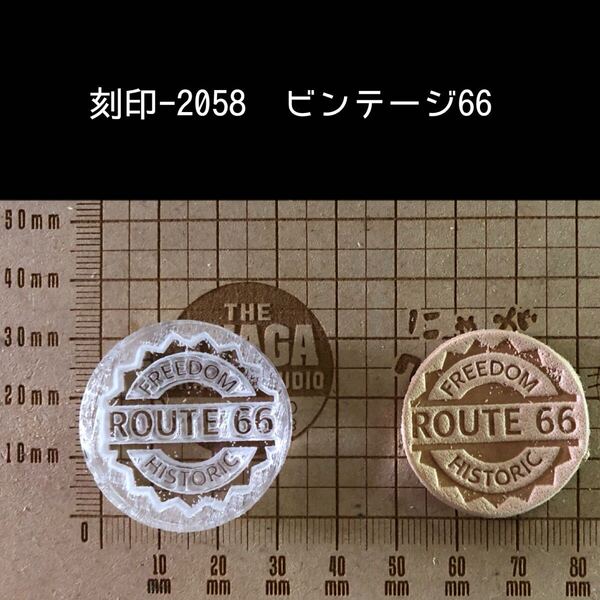 刻印-2058 ビンテージ66
50mm
40mm
30mm
20mm
10mm
0
THE
UDIO
FREEDOM
ROUTE 66
HISTORIC
FREEDOM
ROUTE 66
HISTORIC
10 20 30 40 50 60 70 80
mm mm mm mm mm mm mm mm